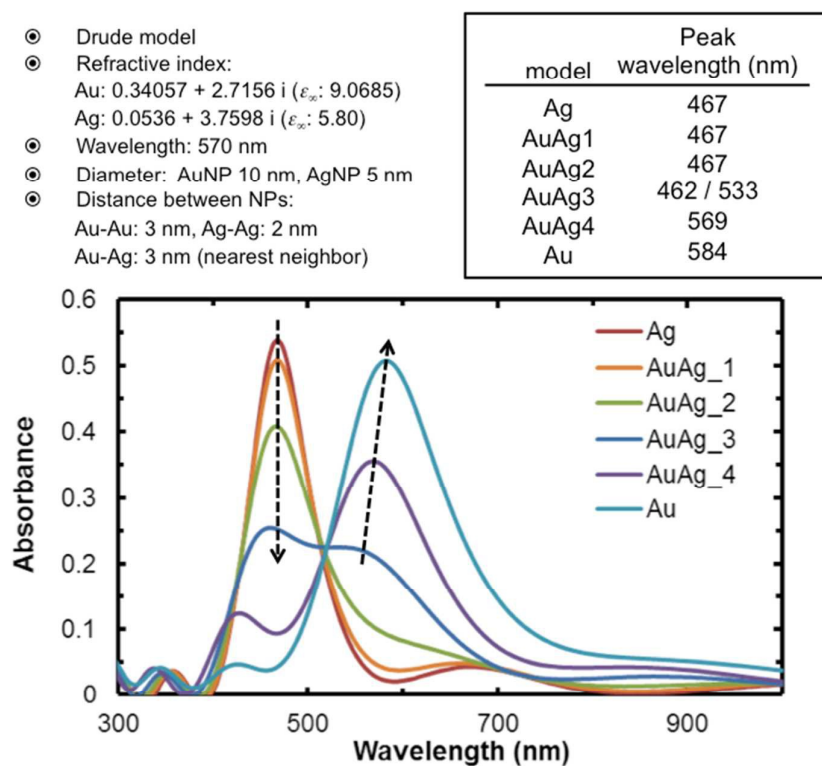 Drude model
Refractive index:
Au: 0.34057 + 2.7156 i (ε∞: 9.0685)
Ag: 0.0536 + 3.7598 i (ε∞: 5.80)
Wavelength: 570 nm
Diameter: AuNP 10 nm, AgNP 5 nm
Distance between NPs:
Au-Au: 3 nm, Ag-Ag: 2 nm
Au-Ag: 3 nm (nearest neighbor)
Peak
model wavelength (nm)
Ag 467
AuAg1 467
AuAg2 467
AuAg3 462 / 533
AuAg4 569
Au 584
0.6
0.5
0.4
0.3
0.2
0.1
0
Absorbance
Ag
AuAg_1
AuAg_2
AuAg_3
AuAg_4
Au
300 500 700 900
Wavelength (nm)